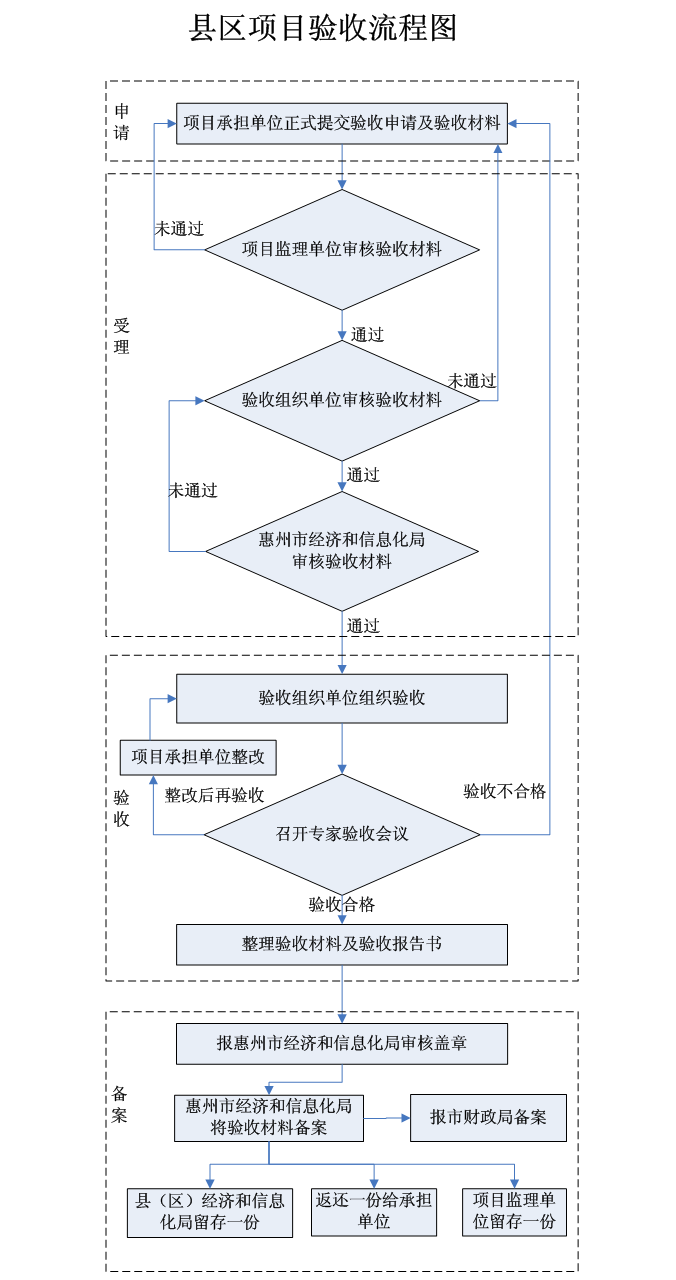 县区项目验收流程图
申
请
项目承担单位正式提交验收申请及验收材料
未通过
项目监理单位审核验收材料
受
理
通过
未通过
验收组织单位审核验收材料
通过
未通过
惠州市经济和信息化局
审核验收材料
通过
验收组织单位组织验收
项目承担单位整改
验
收
整改后再验收
验收不合格
召开专家验收会议
验收合格
整理验收材料及验收报告书
报惠州市经济和信息化局审核盖章
备
案
惠州市经济和信息化局
将验收材料备案
报市财政局备案
县（区）经济和信息
化局留存一份
返还一份给承担
单位
项目监理单
位留存一份